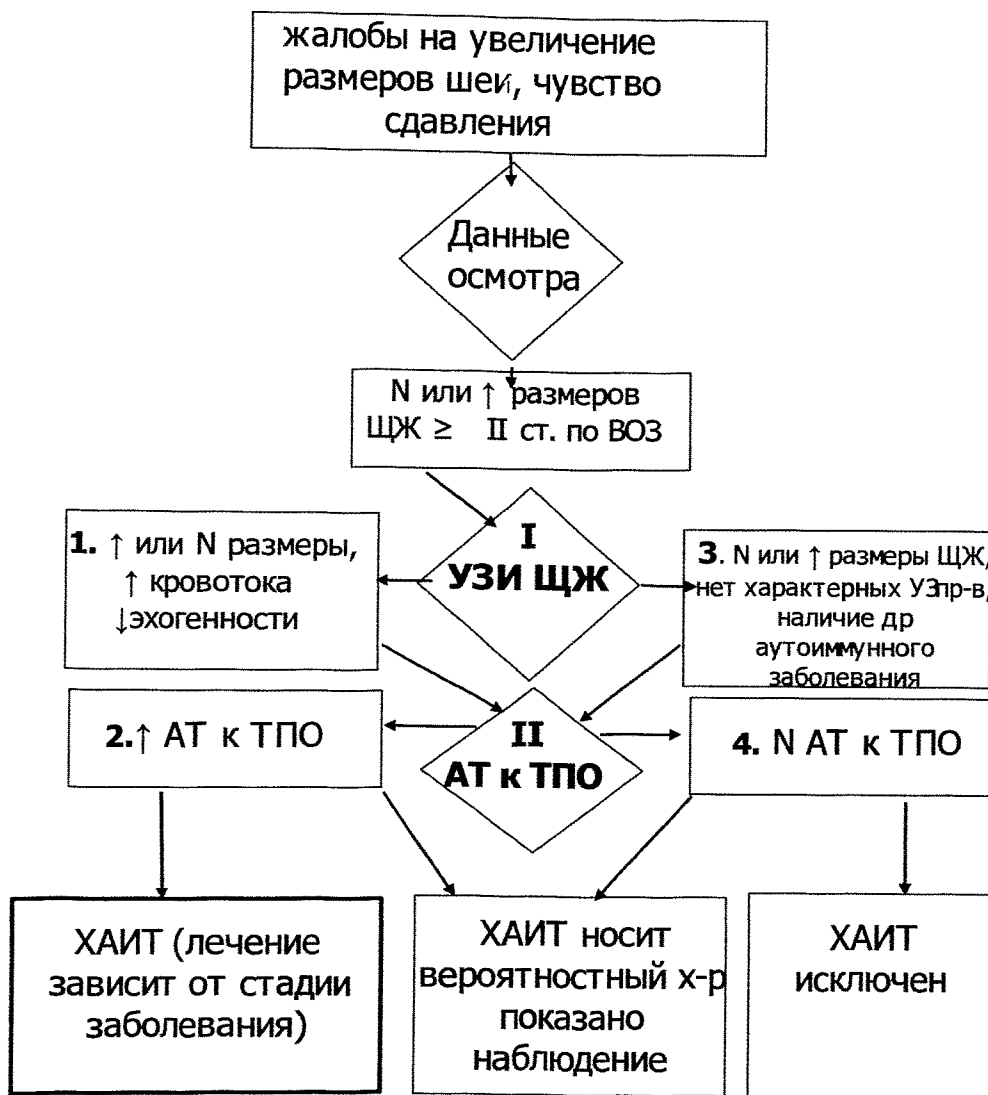 жалобы на увеличение
размеров шеи, чувство
сдавления
Данные
осмотра
N или ↑ размеров
ЩЖ ≥ II ст. по ВОЗ
I
УЗИ ЩЖ
1. ↑ или N размеры,
↑ кровотока
↓эхогенности
3. N или ↑ размеры ЩЖ,
нет характерных УЗпр-в,
наличие др
аутоиммунного
заболевания
2.↑ АТ к ТПО
II
АТ к ТПО
4. N АТ к ТПО
ХАИТ (лечение
зависит от стадии
заболевания)
ХАИТ носит
вероятностный х-р
показано
наблюдение
ХАИТ
исключен